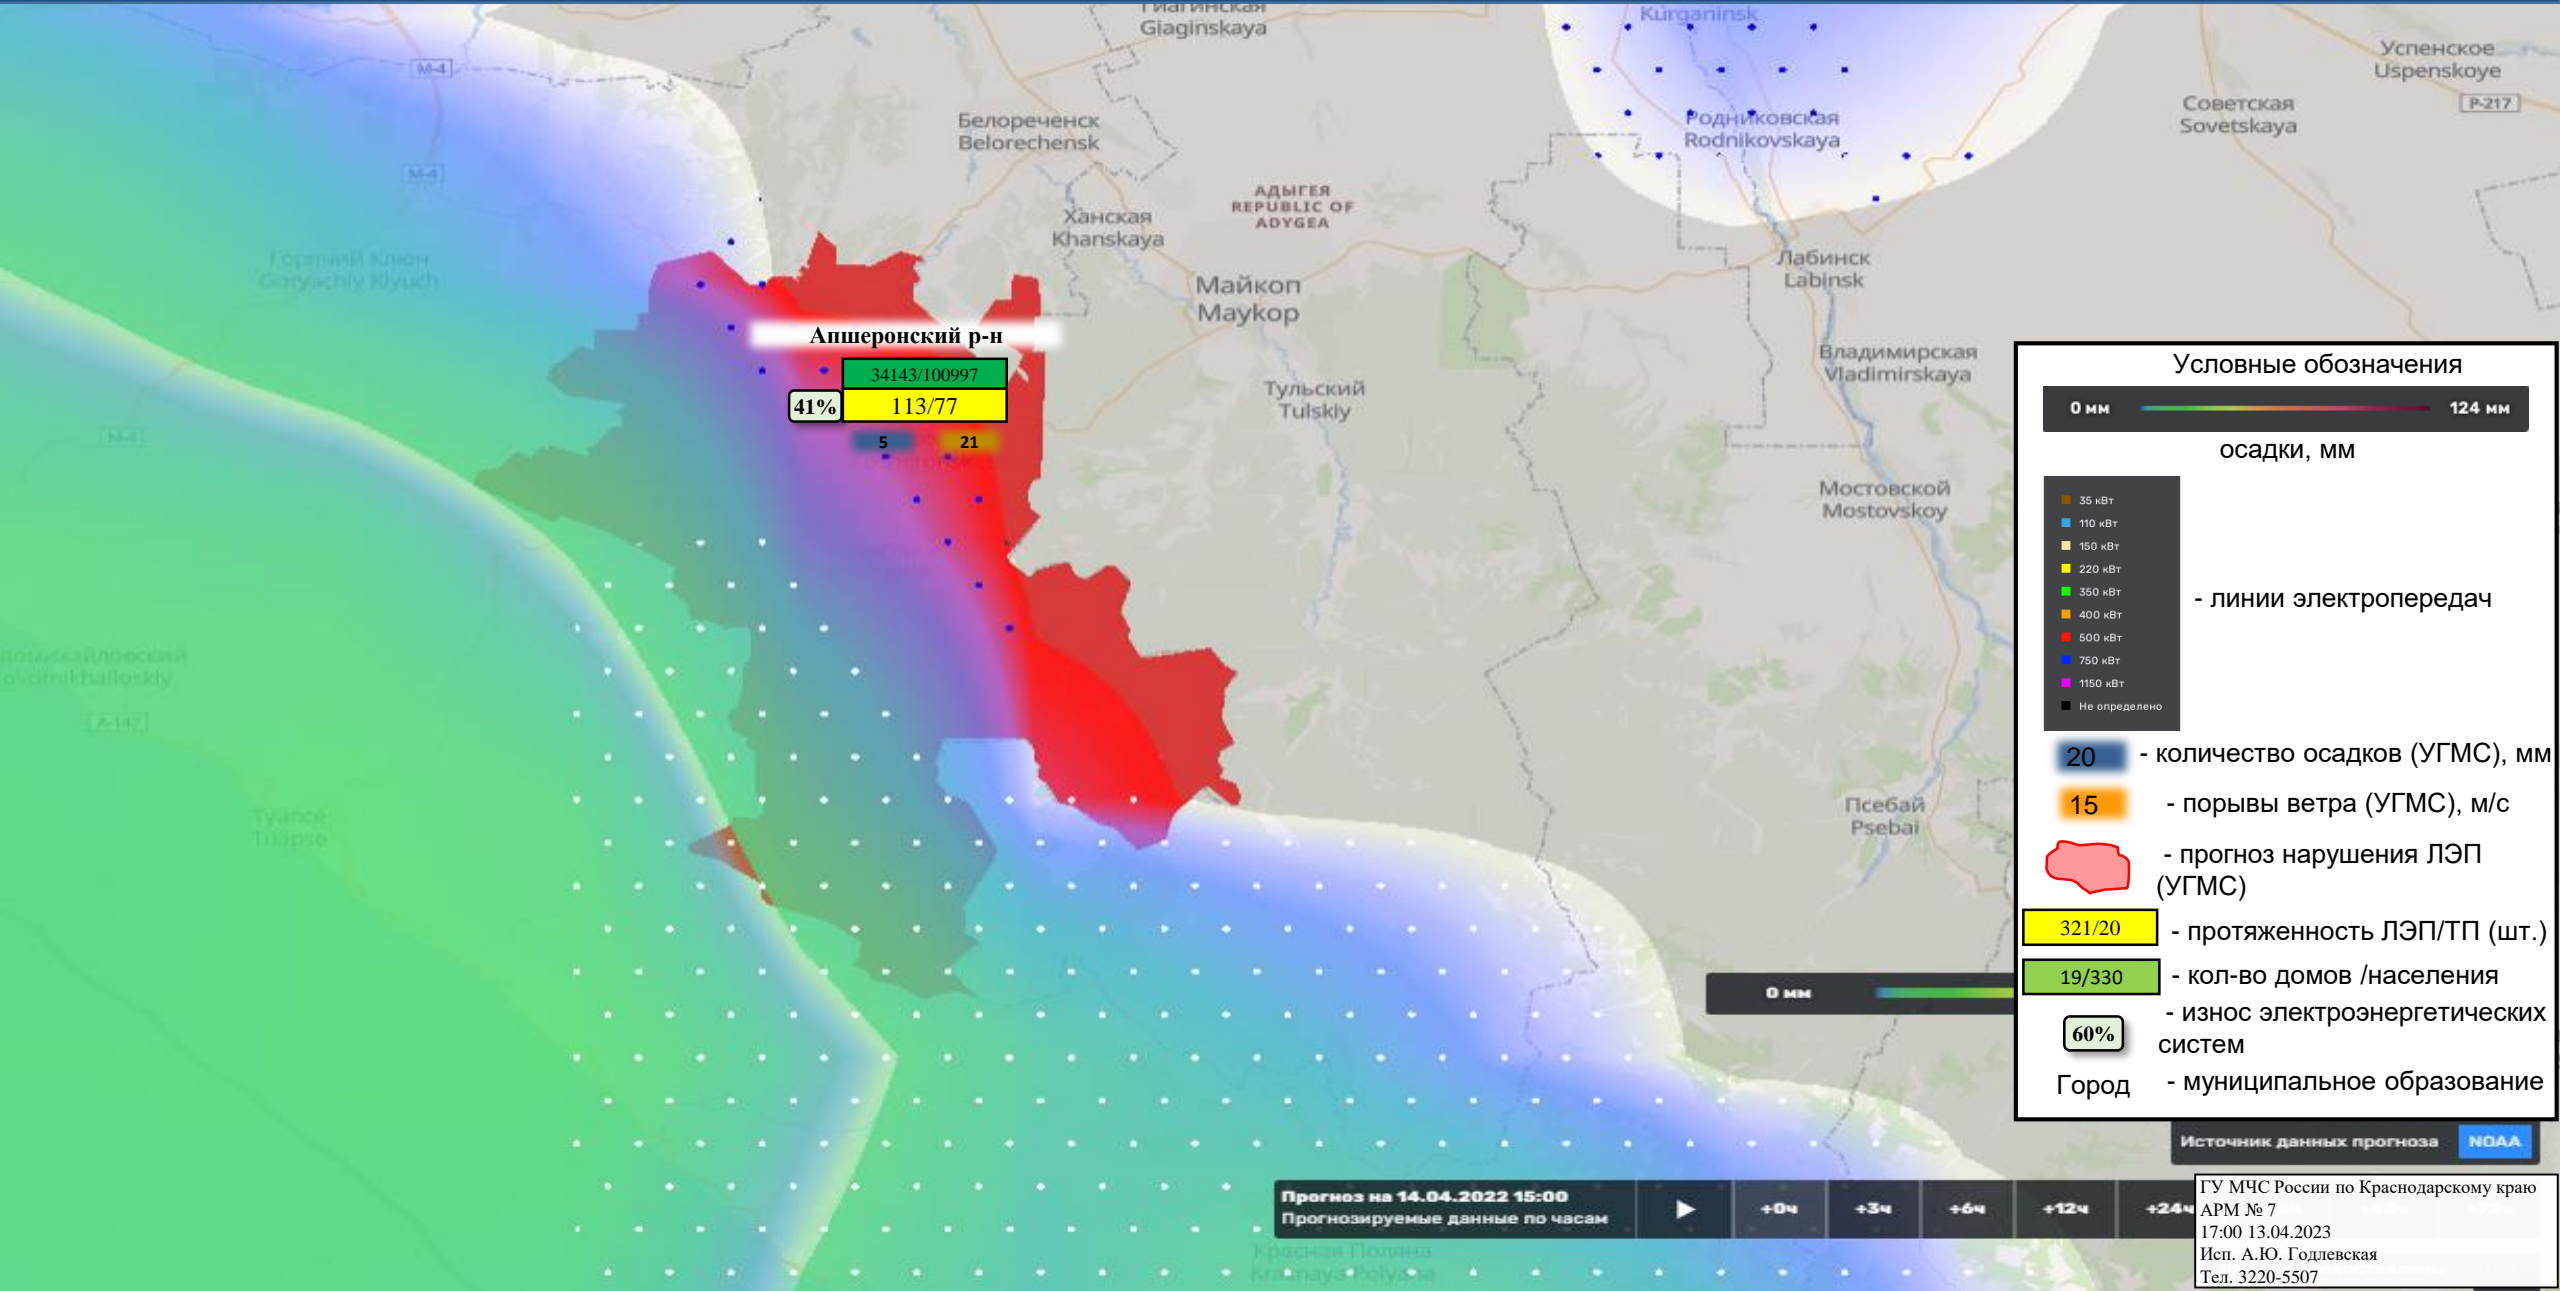 Giaginskaya
Kurganinsk
Успенское
Uspenskoye
М-4
Советская
Sovetskaya
Р-217
Белореченск
Belorechensk
Родниковская
Rodnikovskaya
М-4
АДЫГЕЯ
REPUBLIC OF
ADYGEA
Ханская
Khanskaya
Горячий Ключ
Goryachiy Klyuch
Майкоп
Maykop
Лабинск
Labinsk
Апшеронский р-н
34143/100997
41%
113/77
5
21
Владимирская
Vladimirskaya
Тульский
Tulskiy
М-4
Мостовской
Mostovskoy
А-147
Tyance
Tuapse
Псебай
Psebai
0 мм
Условные обозначения
0 мм
124 мм
осадки, мм
35 кВт
110 кВт
150 кВт
220 кВт
350 кВт
400 кВт
500 кВт
750 кВт
1150 кВт
Не определено
- линии электропередач
20 - количество осадков (УГМС), мм
15 - порывы ветра (УГМС), м/с
- прогноз нарушения ЛЭП
(УГМС)
321/20 - протяженность ЛЭП/ТП (шт.)
19/330 - кол-во домов /населения
- износ электроэнергетических
60% систем
Город - муниципальное образование
Источник данных прогноза NOAA
Прогноз на 14.04.2022 15:00
Прогнозируемые данные по часам
+0ч
+3ч
+6ч
+12ч
+24ч
Красная Поляна
Krasnaya Polyana
ГУ МЧС России по Краснодарскому краю
АРМ № 7
17:00 13.04.2023
Исп. А.Ю. Годлевская
Тел. 3220-5507